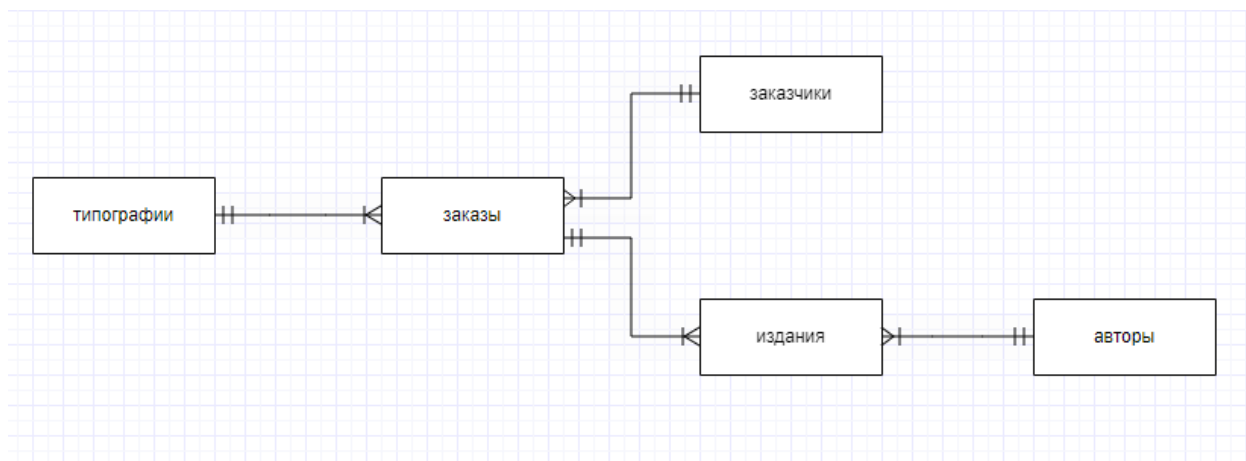 заказчики
типографии
заказы
издания
авторы